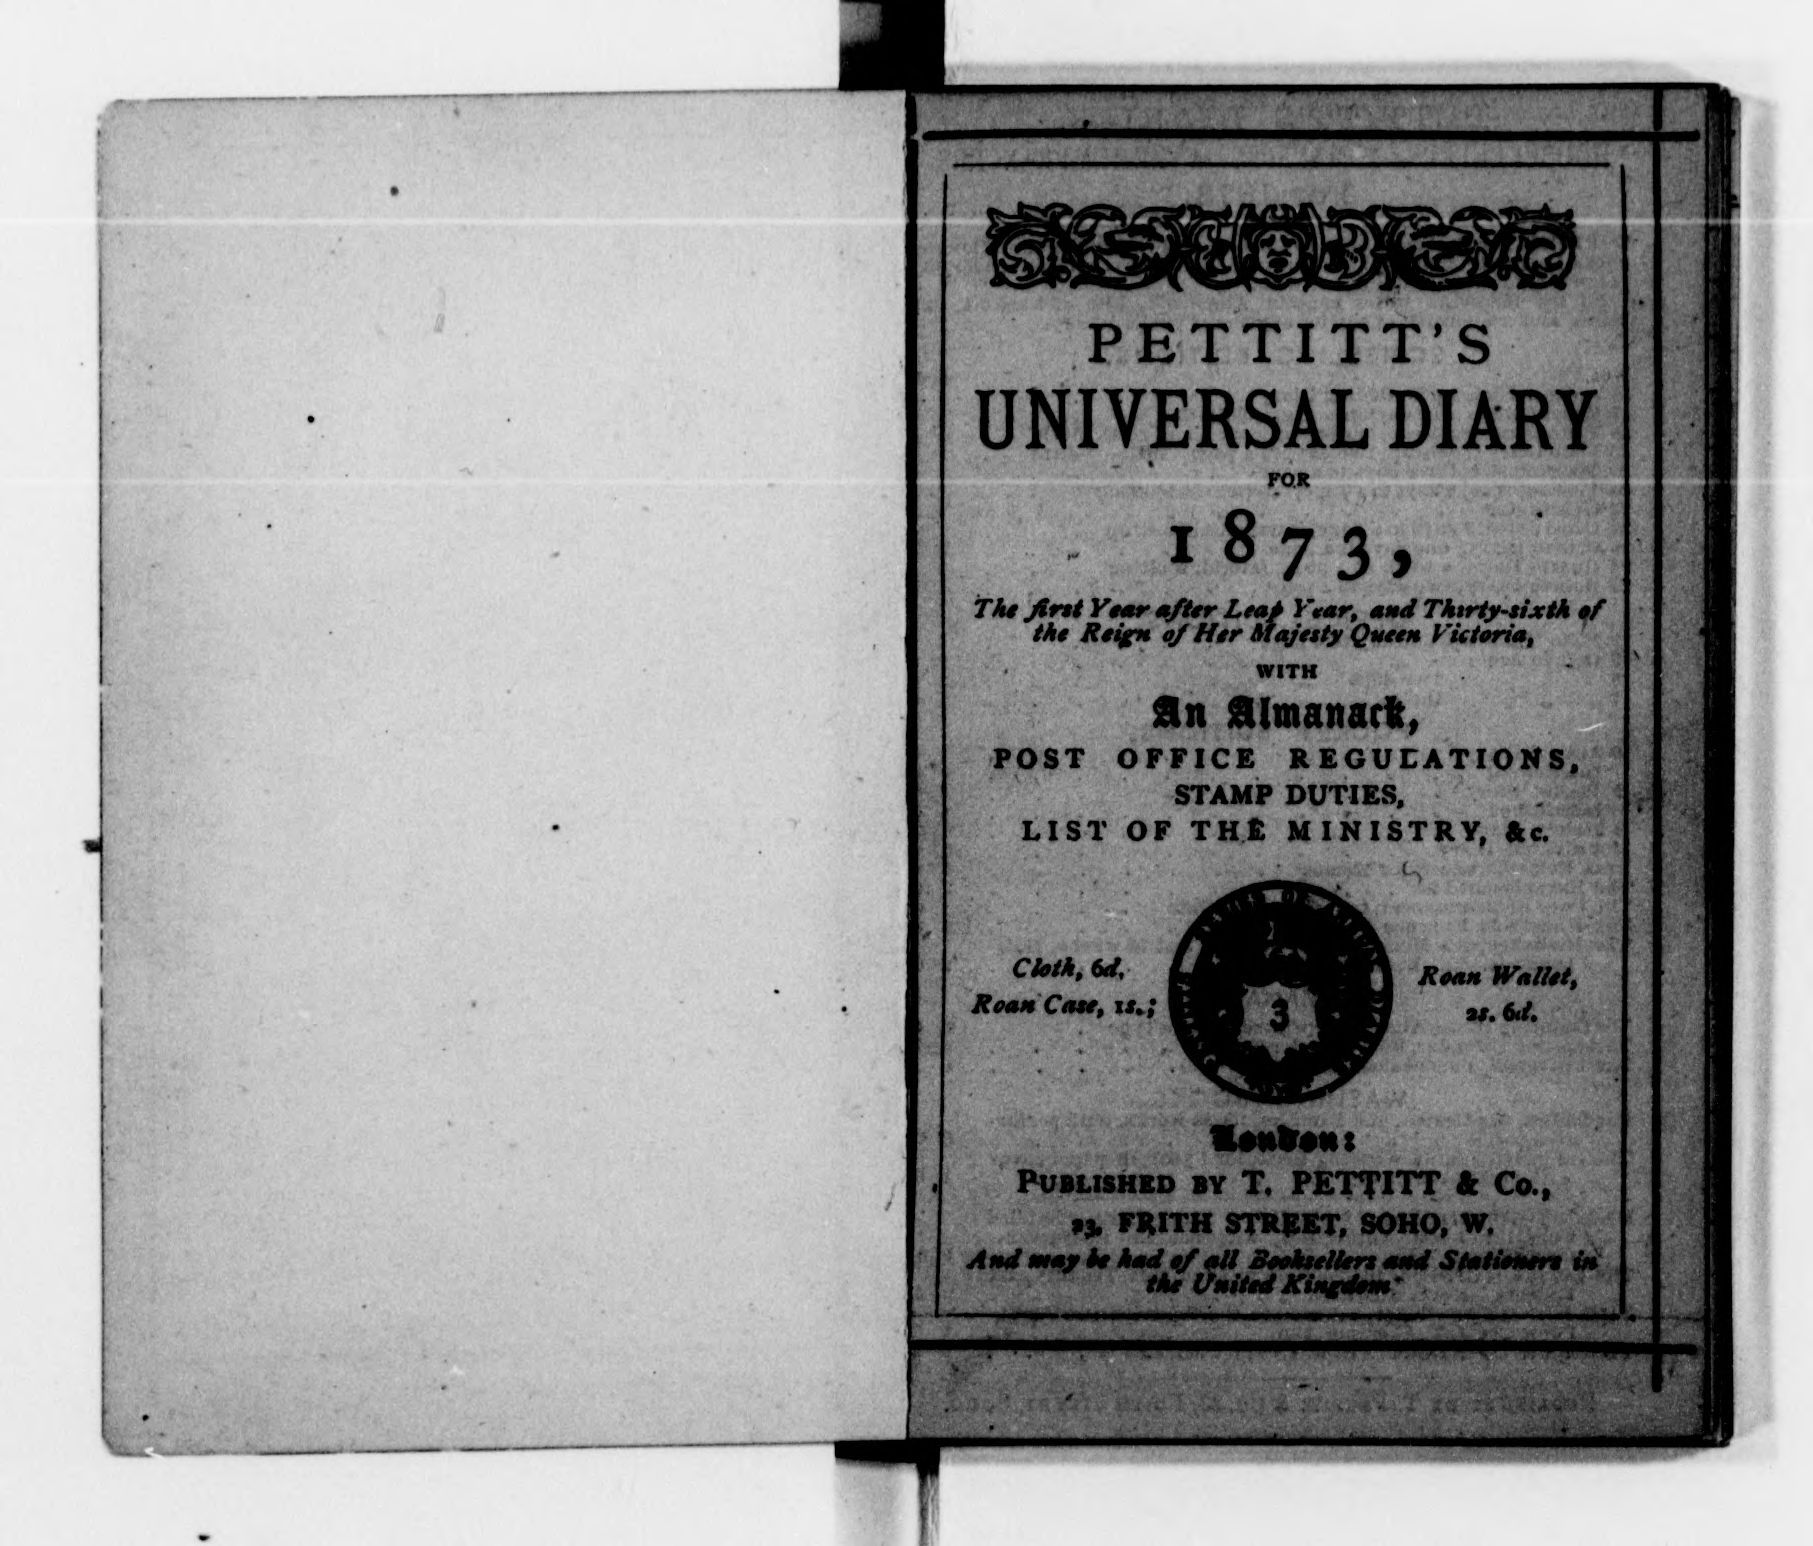 PETTITT'S
UNIVERSAL DIARY
FOR
1873,
The first Year after Leap Year, and Thirty-sixth of
the Reign of Her Majesty Queen Victoria,
WITH
An Almanack,
POST OFFICE REGULATIONS,
STAMP DUTIES,
LIST OF THE MINISTRY, &c.
Cloth, 6d.
Roan Case, 1s.;
3
Roan Wallet,
2s. 6d.
London:
PUBLISHED BY T. PETTITT & Co.,
23, FRITH STREET, SOHO, W.
And may be had of all Booksellers and Stationers in
the United Kingdom